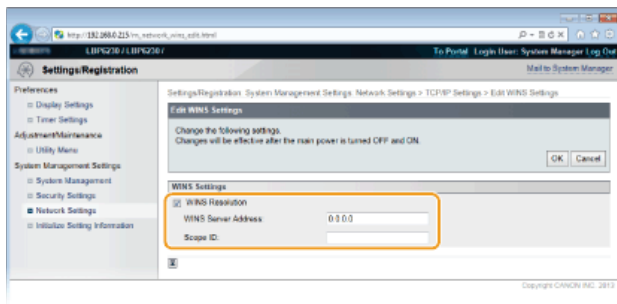 http://192.168.0.215/m_network_wins_edit.html
LBP6230 / LBP6230 /
To Portal Login User: System Manager Log Out
Settings/Registration
Mail to System Manager
Preferences
Display Settings
Timer Settings
Adjustment/Maintenance
Utility Menu
System Management Settings
System Management
Security Settings
Network Settings
Initialize Setting Information
Settings/Registration: System Management Settings: Network Settings > TCP/IP Settings > Edit WINS Settings
Edit WINS Settings
Change the following settings.
Changes will be effective after the main power is turned OFF and ON.
OK Cancel
WINS Settings
WINS Resolution
WINS Server Address: 0.0.0.0
Scope ID:
Copyright CANON INC. 2013